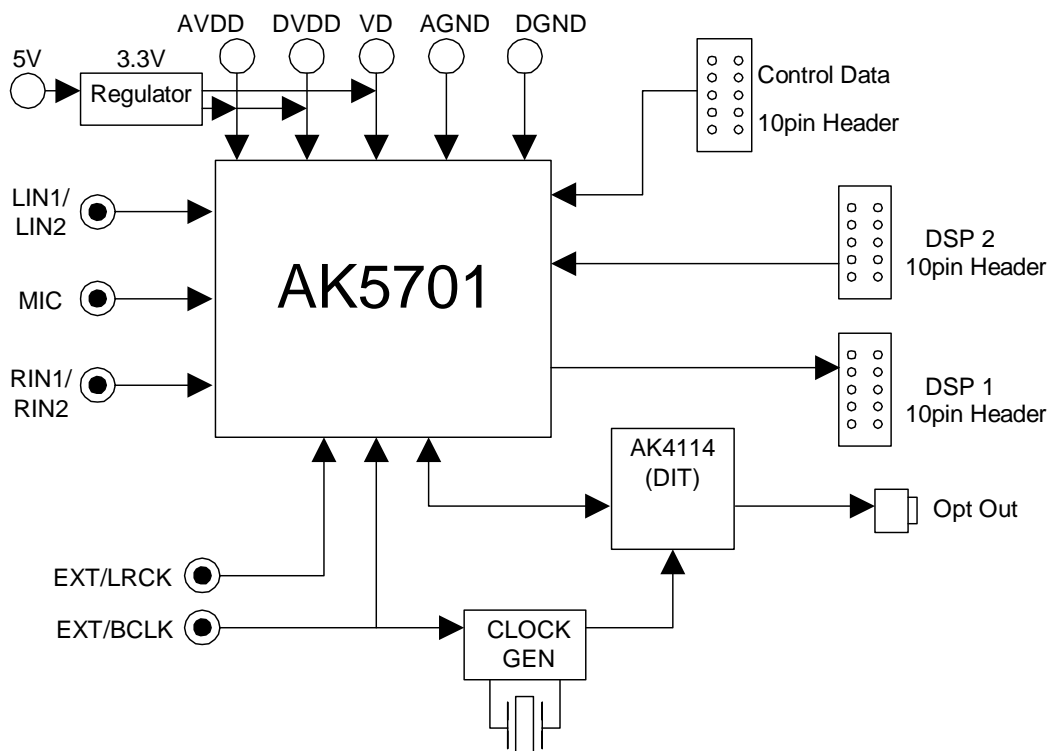 AVDD DVDD VD AGND DGND
5V
3.3V
Regulator
Control Data
10pin Header
LIN1/
LIN2
MIC
RIN1/
RIN2
AK5701
DSP 2
10pin Header
DSP 1
10pin Header
AK4114
(DIT)
Opt Out
EXT/LRCK
EXT/BCLK
CLOCK
GEN